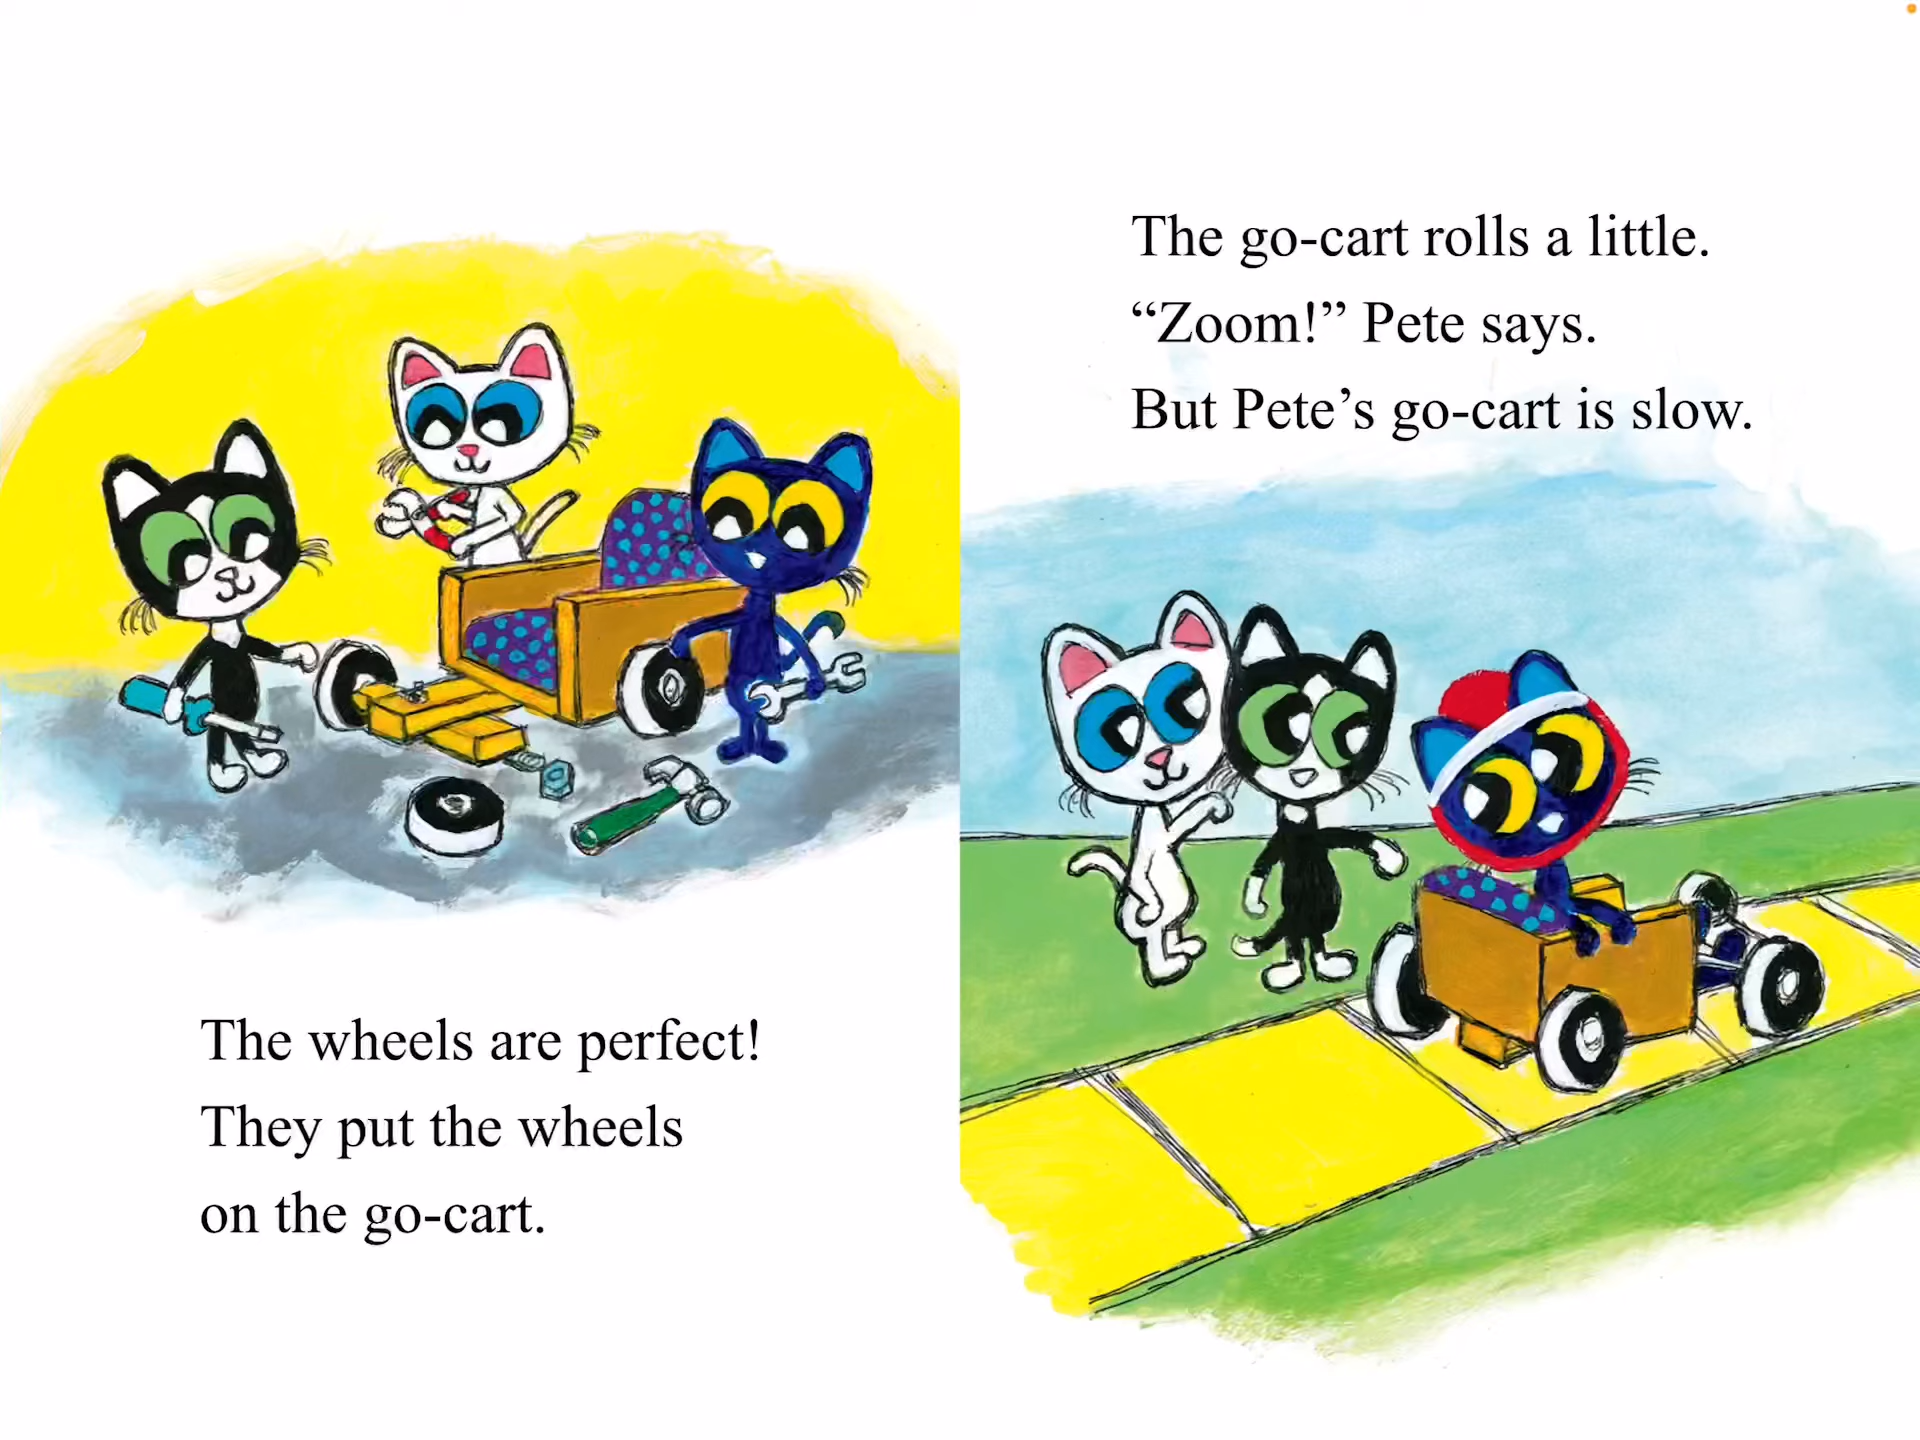 The wheels are perfect!
They put the wheels
on the go-cart.
The go-cart rolls a little.
“Zoom!” Pete says.
But Pete’s go-cart is slow.